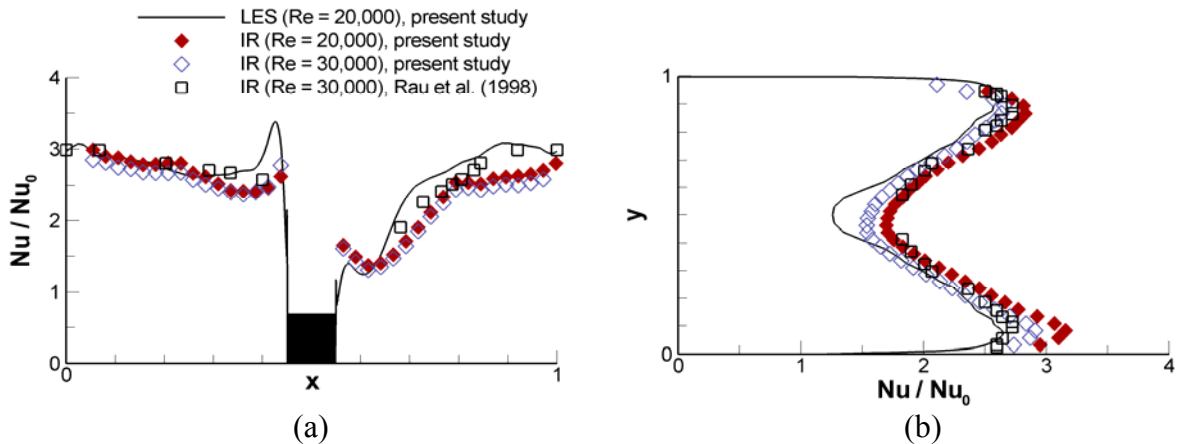 LES (Re = 20,000), present study
IR (Re = 20,000), present study
IR (Re = 30,000), present study
IR (Re = 30,000), Rau et al. (1998)
4
3
2
1
0
Nu / Nu0
0
x
1
(a)
1
y
0
0
1
2
3
4
Nu / Nu0
(b)